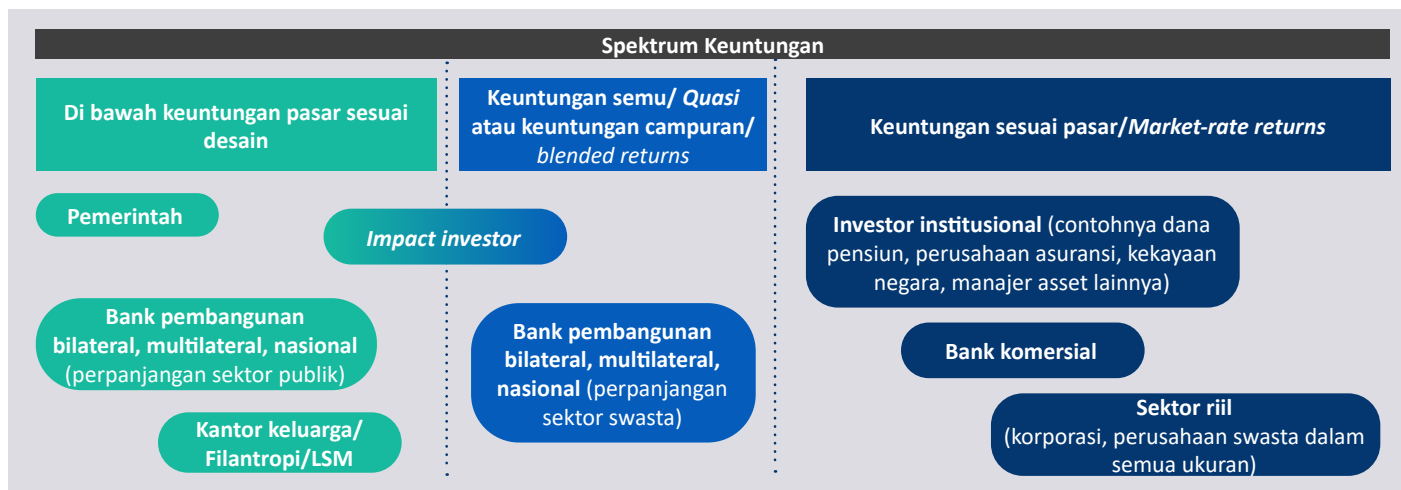 Spektrum Keuntungan
Di bawah keuntungan pasar sesuai
desain
Keuntungan semu/ Quasi
atau keuntungan campuran/
blended returns
Keuntungan sesuai pasar/Market-rate returns
Pemerintah
Impact investor
Investor institusional (contohnya dana
pensiun, perusahaan asuransi, kekayaan
negara, manajer asset lainnya)
Bank pembangunan
bilateral, multilateral, nasional
(perpanjangan sektor publik)
Bank pembangunan
bilateral, multilateral,
nasional (perpanjangan
sektor swasta)
Bank komersial
Kantor keluarga/
Filantropi/LSM
Sektor riil
(korporasi, perusahaan swasta dalam
semua ukuran)